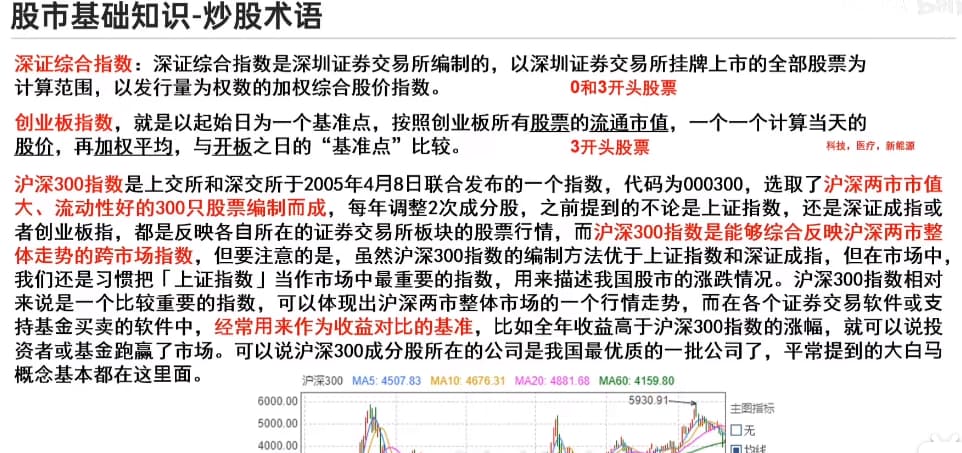 股市基础知识-炒股术语
深证综合指数：深证综合指数是深圳证券交易所编制的，以深圳证券交易所挂牌上市的全部股票为
计算范围，以发行量为权数的加权综合股价指数。 0和3开头股票
创业板指数，就是以起始日为一个基准点，按照创业板所有股票的流通市值，一个一个计算当天的
股价，再加权平均，与开板之日的“基准点”比较。 3开头股票 科技，医疗，新能源
沪深300指数是上交所和深交所于2005年4月8日联合发布的一个指数，代码为000300，选取了沪深两市市值
大、流动性好的300只股票编制而成，每年调整2次成分股，之前提到的不论是上证指数，还是深证成指或
者创业板指，都是反映各自所在的证券交易所板块的股票行情，而沪深300指数是能够综合反映沪深两市整
体走势的跨市场指数，但要注意的是，虽然沪深300指数的编制方法优于上证指数和深证成指，但在市场中，
我们还是习惯把「上证指数」当作市场中最重要的指数，用来描述我国股市的涨跌情况。沪深300指数相对
来说是一个比较重要的指数，可以体现出沪深两市整体市场的一个行情走势，而在各个证券交易软件或支
持基金买卖的软件中，经常用来作为收益对比的基准，比如全年收益高于沪深300指数的涨幅，就可以说投
资者或基金跑赢了市场。可以说沪深300成分股所在的公司是我国最优质的一批公司了，平常提到的大白马
概念基本都在这里面。
沪深300 MA5: 4507.83 MA10: 4676.31 MA20: 4881.68 MA60: 4159.80
6000.00
5930.91
主图指标
5000.00
无
4000.00
均线